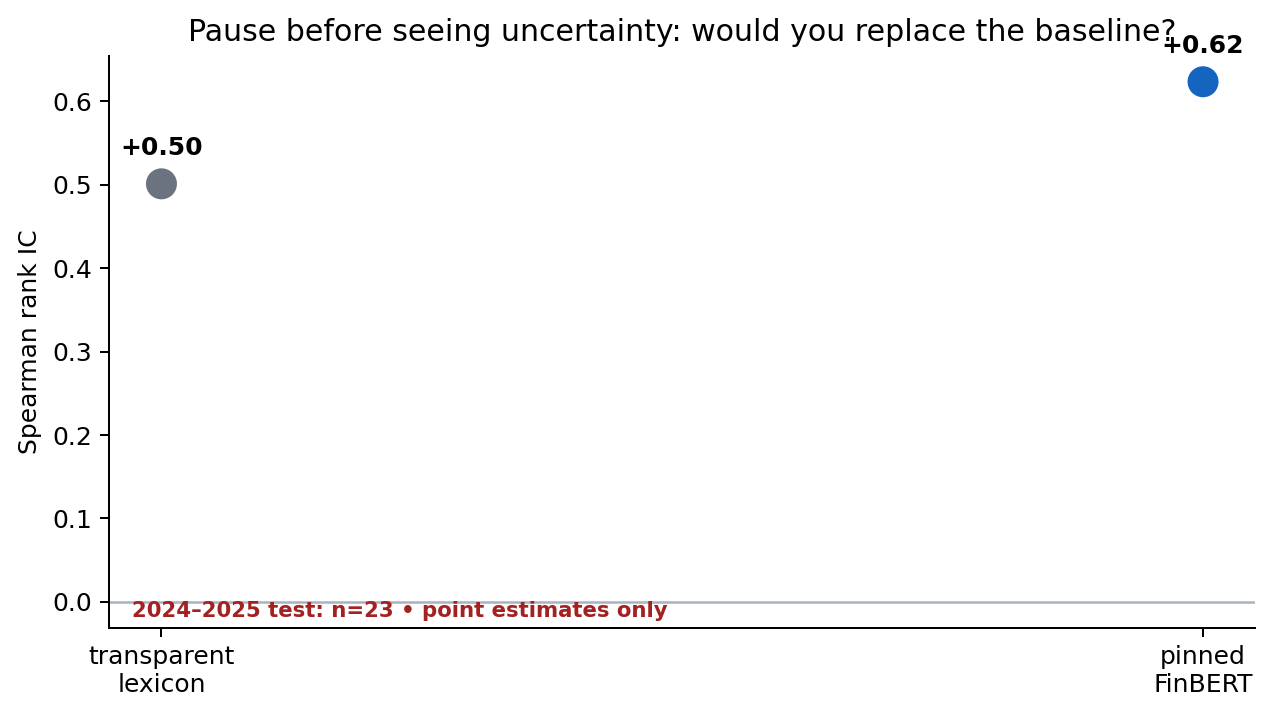 Pause before seeing uncertainty: would you replace the baseline?
+0.62
0.6
+0.50
0.5
0.4
Spearman rank IC
0.3
0.2
0.1
0.0
2024–2025 test: n=23 • point estimates only
transparent
lexicon
pinned
FinBERT